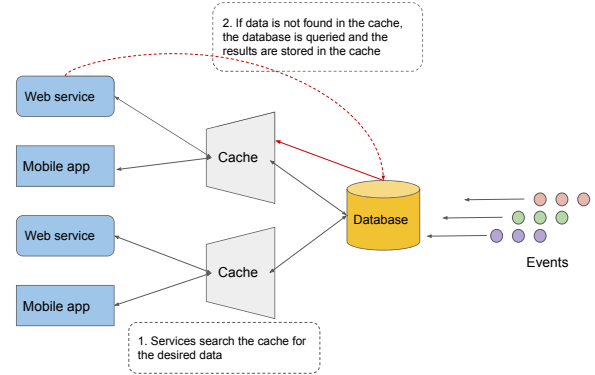 2. If data is not found in the cache,
the database is queried and the
results are stored in the cache
Web service
Mobile app
Cache
Database
Web service
Mobile app
Cache
Events
1. Services search the cache for
the desired data